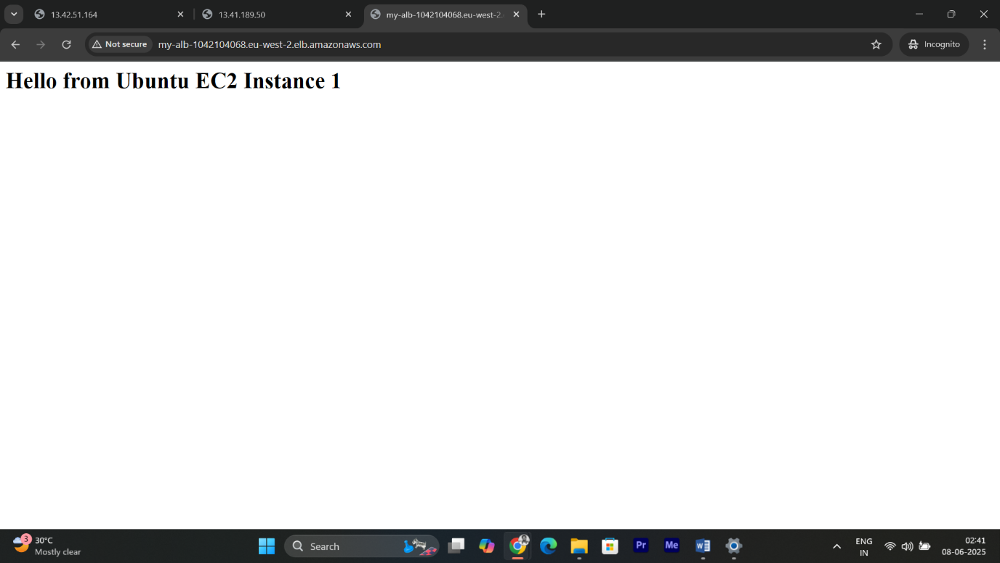 13.42.51.164
13.41.189.50
my-alb-1042104068.eu-west-2.
Not secure
my-alb-1042104068.eu-west-2.elb.amazonaws.com
Incognito
Hello from Ubuntu EC2 Instance 1
3
30°C
Mostly clear
Search
Pr
Me
W
ENG
IN
02:41
08-06-2025